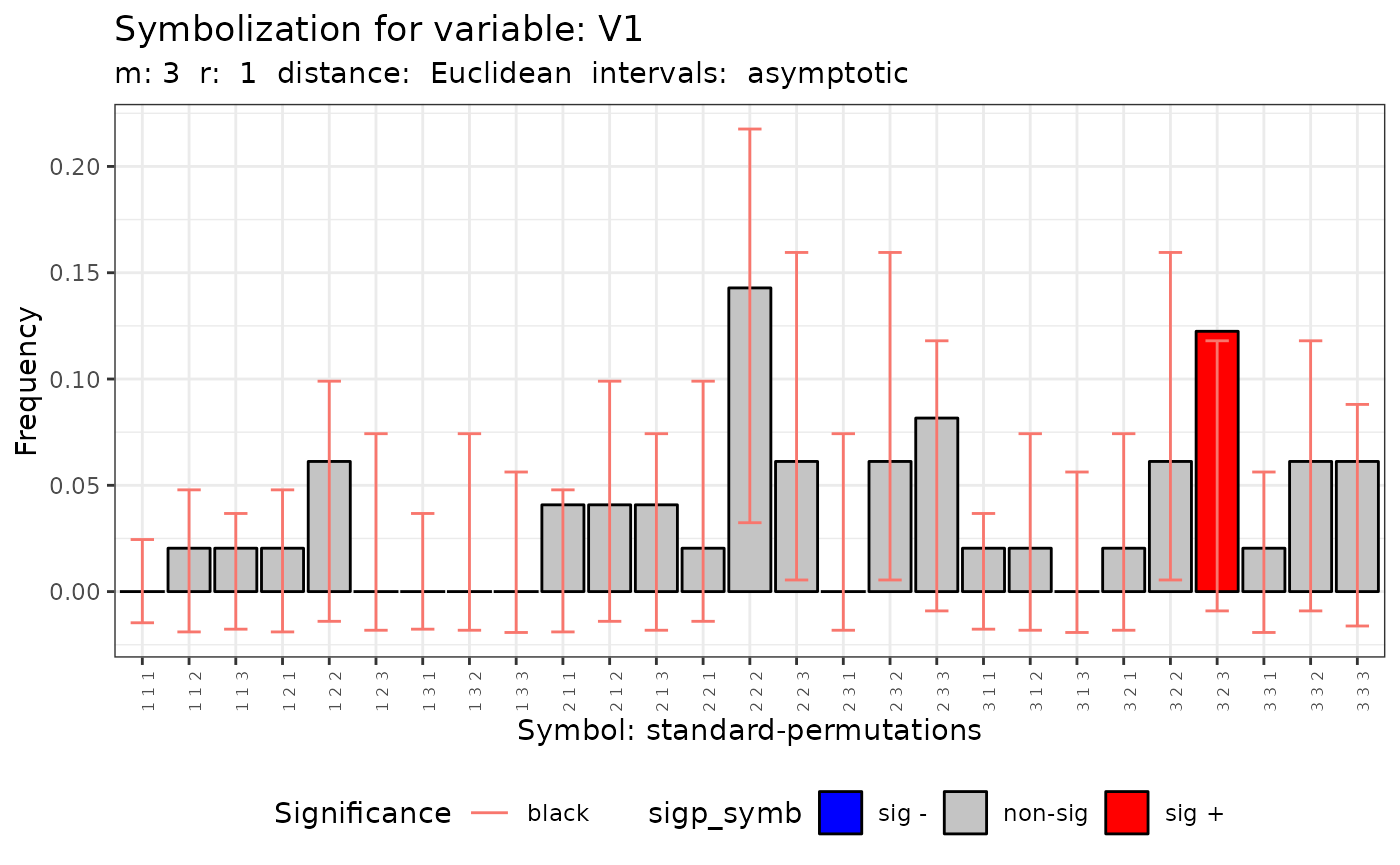 Symbolization for variable: V1
m: 3 r: 1 distance: Euclidean intervals: asymptotic
Frequency
0.20
0.15
0.10
0.05
0.00
1 1 1
1 1 2
1 1 3
1 2 1
1 2 2
1 2 3
1 3 1
1 3 2
1 3 3
2 1 1
2 1 2
2 1 3
2 2 1
2 2 2
2 2 3
2 3 1
2 3 2
2 3 3
3 1 1
3 1 2
3 1 3
3 2 1
3 2 2
3 2 3
3 3 1
3 3 2
3 3 3
Symbol: standard-permutations
Significance black sigp_symb sig - non-sig sig +